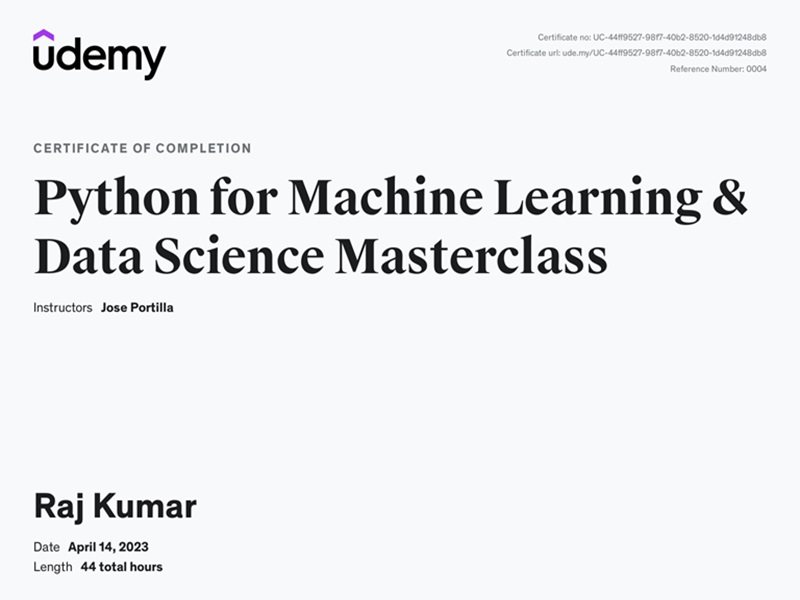 ûdemy
Certificate no: UC-44ff9527-98f7-40b2-8520-1d4d91248db8
Certificate url: ude.my/UC-44ff9527-98f7-40b2-8520-1d4d91248db8
Reference Number: 0004
CERTIFICATE OF COMPLETION
Python for Machine Learning &
Data Science Masterclass
Instructors Jose Portilla
Raj Kumar
Date April 14, 2023
Length 44 total hours